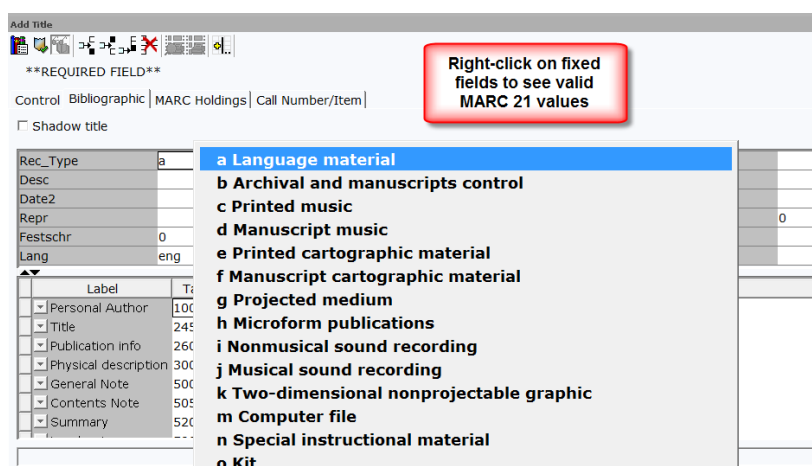 Add Title
**REQUIRED FIELD**
Right-click on fixed
fields to see valid
MARC 21 values
Control Bibliographic MARC Holdings Call Number/Item
Shadow title
Rec_Type a
Desc
Date2
Repr 0
Festschr 0
Lang eng
a Language material
b Archival and manuscripts control
c Printed music
d Manuscript music
e Printed cartographic material
f Manuscript cartographic material
g Projected medium
h Microform publications
i Nonmusical sound recording
j Musical sound recording
k Two-dimensional nonprojectable graphic
m Computer file
n Special instructional material
o Kit
Label
Personal Author 100
Title 245
Publication info 260
Physical description 300
General Note 500
Contents Note 505
Summary 520